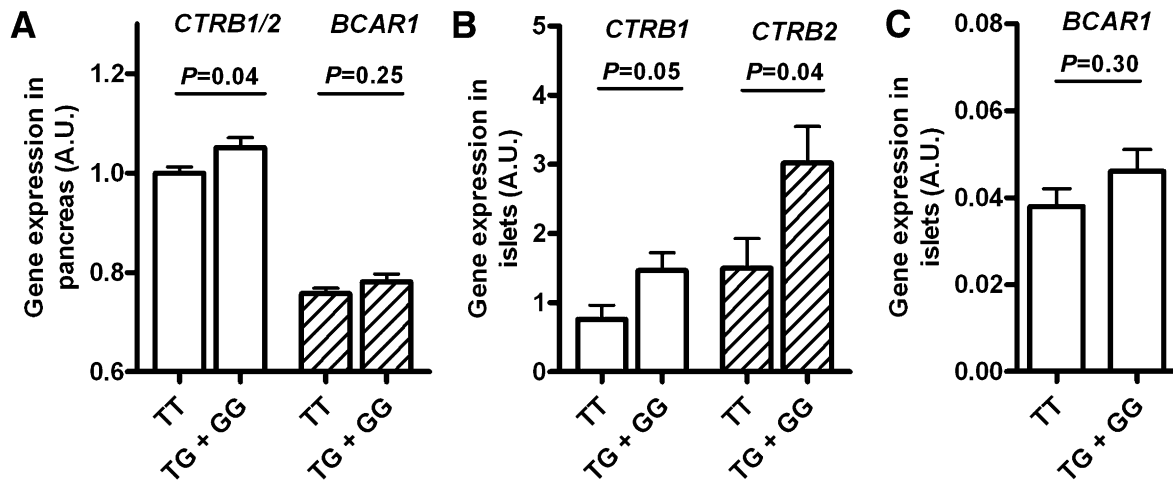 A
CTRB1/2 BCAR1
P=0.04 P=0.25
Gene expression in
pancreas (A.U.)
1.2
1.0
0.8
0.6
TT
TG + GG
TT
TG + GG
B
CTRB1 CTRB2
P=0.05 P=0.04
Gene expression in
islets (A.U.)
5
4
3
2
1
0
TT
TG + GG
TT
TG + GG
C
BCAR1
P=0.30
Gene expression in
islets (A.U.)
0.08
0.06
0.04
0.02
0.00
TT
TG + GG